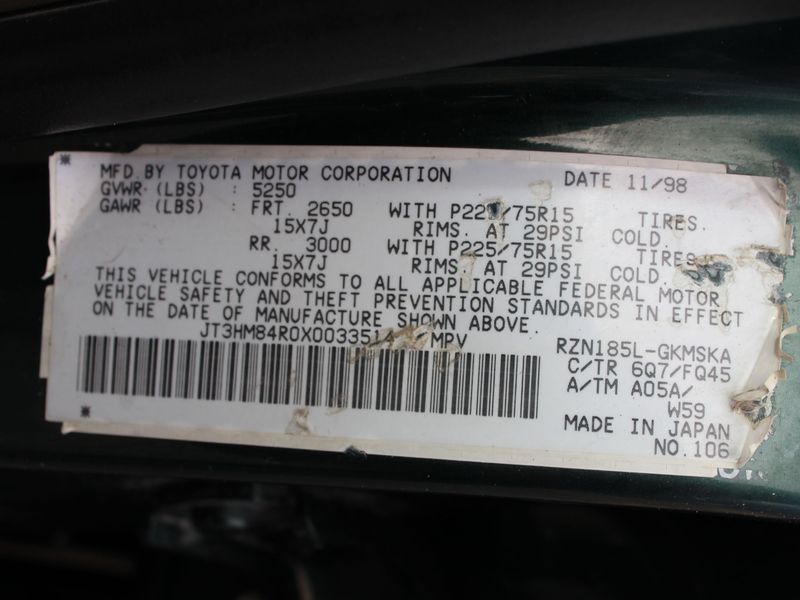 MFD BY TOYOTA MOTOR CORPORATION DATE 11/98
GVWR (LBS) : 5250
GAWR (LBS) : FRT. 2650 WITH P225/75R15 TIRES.
15X7J RIMS. AT 29PSI COLD.
RR. 3000 WITH P225/75R15 TIRES
15X7J RIMS. AT 29PSI COLD.
THIS VEHICLE CONFORMS TO ALL APPLICABLE FEDERAL MOTOR
VEHICLE SAFETY AND THEFT PREVENTION STANDARDS IN EFFECT
ON THE DATE OF MANUFACTURE SHOWN ABOVE.
JT3HM84R0X0033514 MPV RZN185L-GKMSKA
C/TR 6Q7/FQ45
A/TM A05A/
W59
MADE IN JAPAN
NO.106